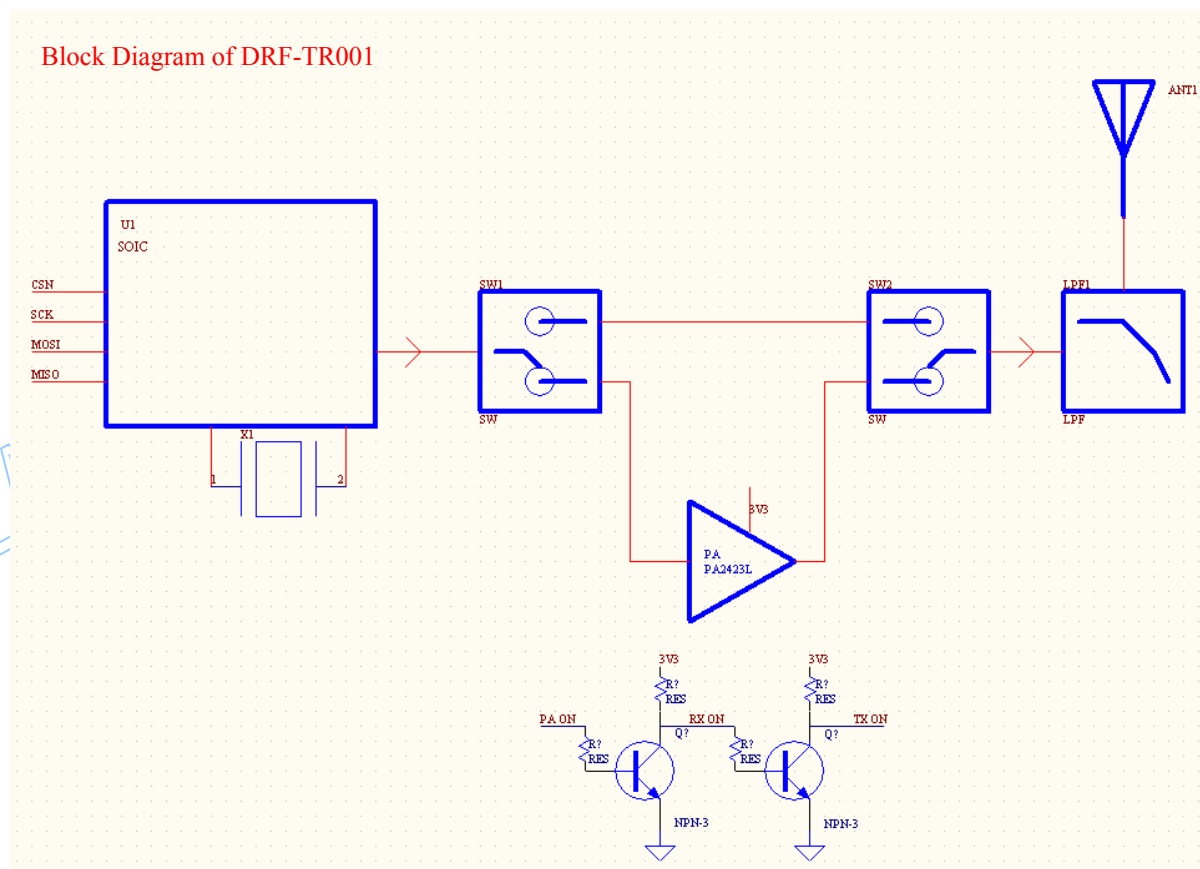 Block Diagram of DRF-TR001
ANT1
U1
SOIC
CSN
SCK
MOSI
MISO
SW1
SW2
LPF1
SW
SW
LPF
X1
1
2
3V3
PA
PA2423L
3V3
3V3
R?
RES
R?
RES
PA ON
RX ON
TX ON
Q?
Q?
R?
RES
R?
RES
NPN-3
NPN-3